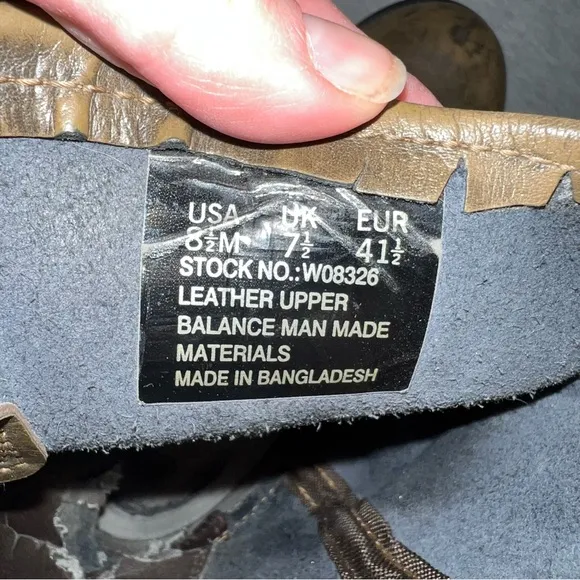 USA UK EUR
8½M 7½ 41½
STOCK NO.:W08326
LEATHER UPPER
BALANCE MAN MADE
MATERIALS
MADE IN BANGLADESH